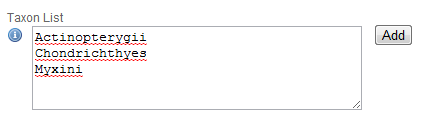 Taxon List
Actinopterygii
Chondrichthyes
Myxini
Add